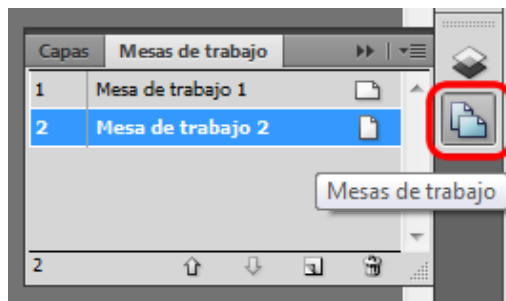 Capas Mesas de trabajo
1 Mesa de trabajo 1
2 Mesa de trabajo 2
Mesas de trabajo
2